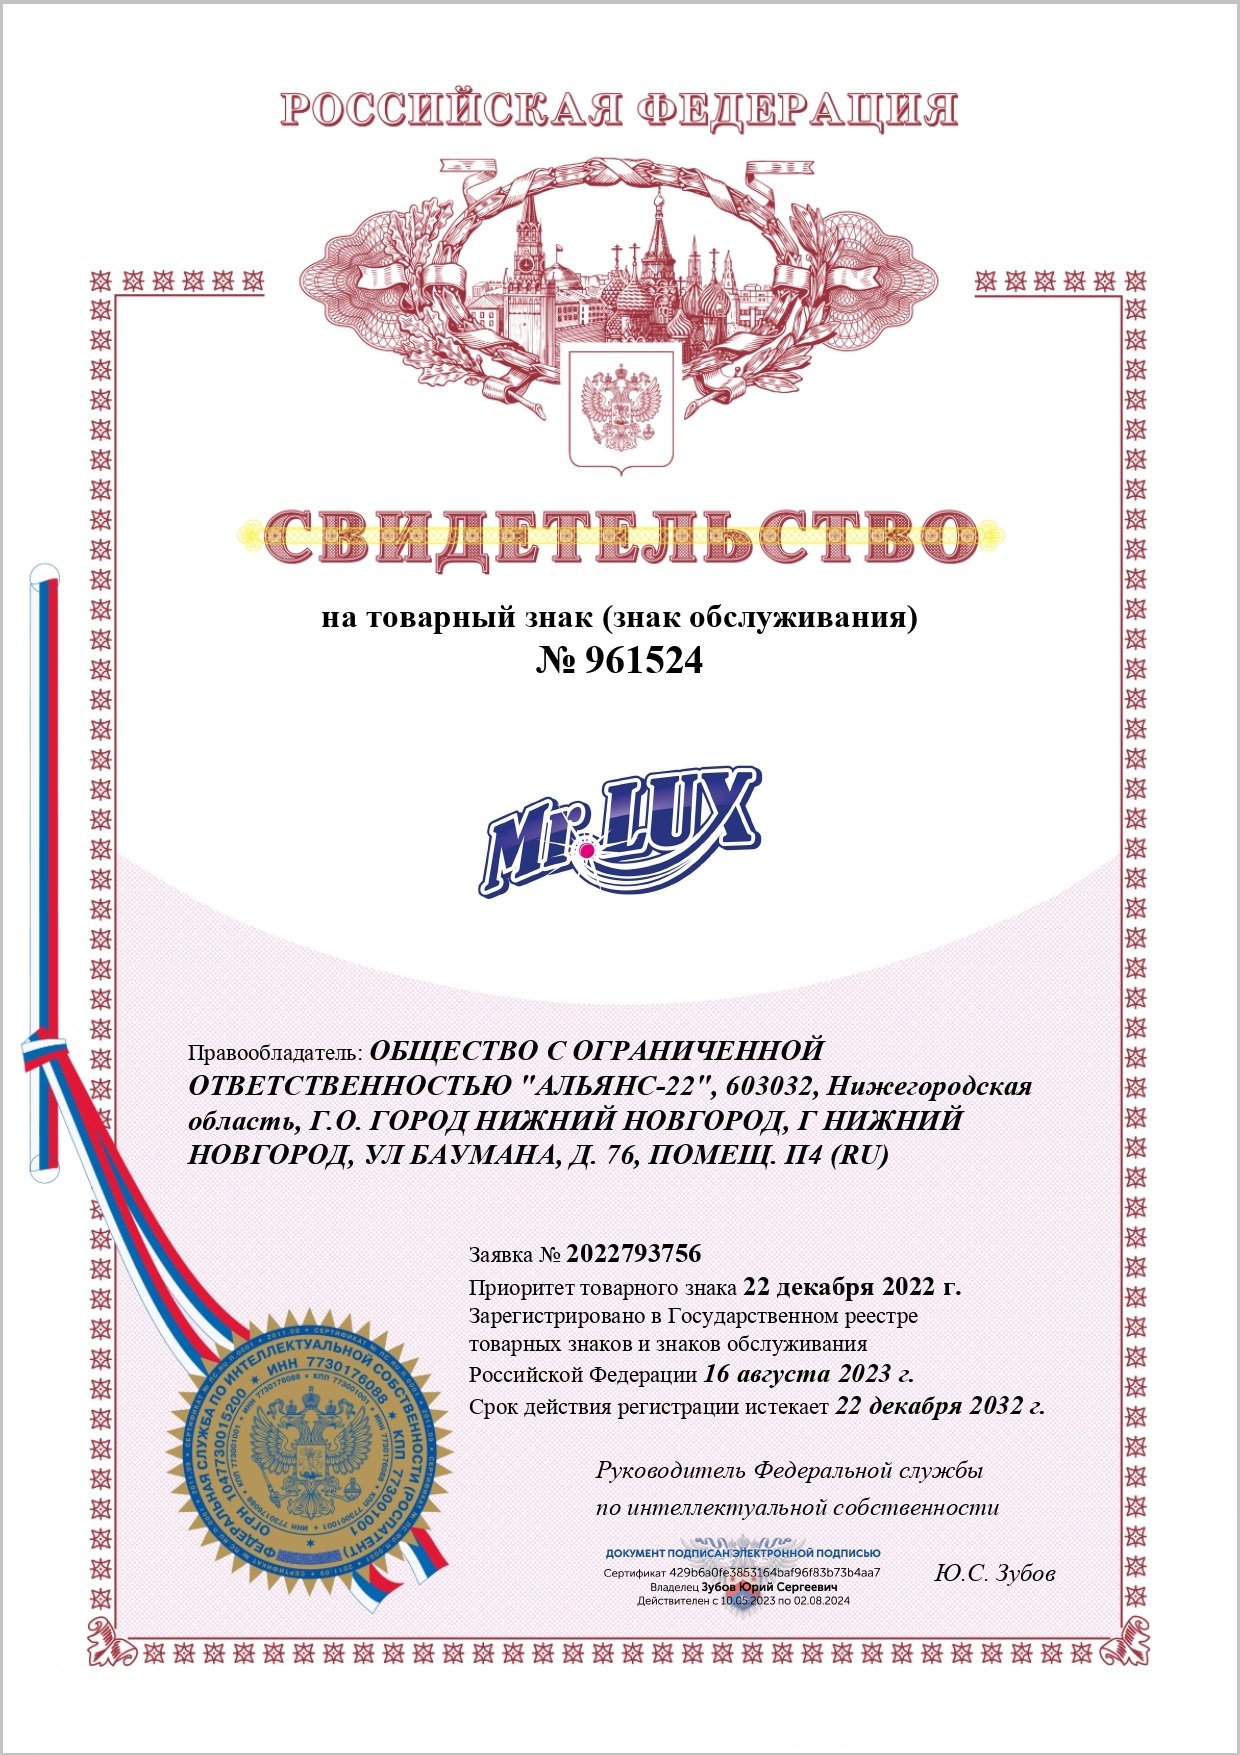 РОССИЙСКАЯ ФЕДЕРАЦИЯ
СВИДЕТЕЛЬСТВО
на товарный знак (знак обслуживания)
№ 961524
Mr. LUX
Правообладатель: ОБЩЕСТВО С ОГРАНИЧЕННОЙ
ОТВЕТСТВЕННОСТЬЮ "АЛЬЯНС-22", 603032, Нижегородская
область, Г.О. ГОРОД НИЖНИЙ НОВГОРОД, Г НИЖНИЙ
НОВГОРОД, УЛ БАУМАНА, Д. 76, ПОМЕЩ. П4 (RU)
Заявка № 2022793756
Приоритет товарного знака 22 декабря 2022 г.
Зарегистрировано в Государственном реестре
товарных знаков и знаков обслуживания
Российской Федерации 16 августа 2023 г.
Срок действия регистрации истекает 22 декабря 2032 г.
ФЕДЕРАЛЬНАЯ СЛУЖБА ПО ИНТЕЛЛЕКТУАЛЬНОЙ СОБСТВЕННОСТИ (РОСПАТЕНТ)
ОГРН 1047730015200 * ИНН 7730176088 * КПП 773001001 *
Руководитель Федеральной службы
по интеллектуальной собственности
ДОКУМЕНТ ПОДПИСАН ЭЛЕКТРОННОЙ ПОДПИСЬЮ
Сертификат 429b6a0fe3853164baf96f83b73b4aa7
Владелец Зубов Юрий Сергеевич
Действителен с 10.05.2023 по 02.08.2024
Ю.С. Зубов